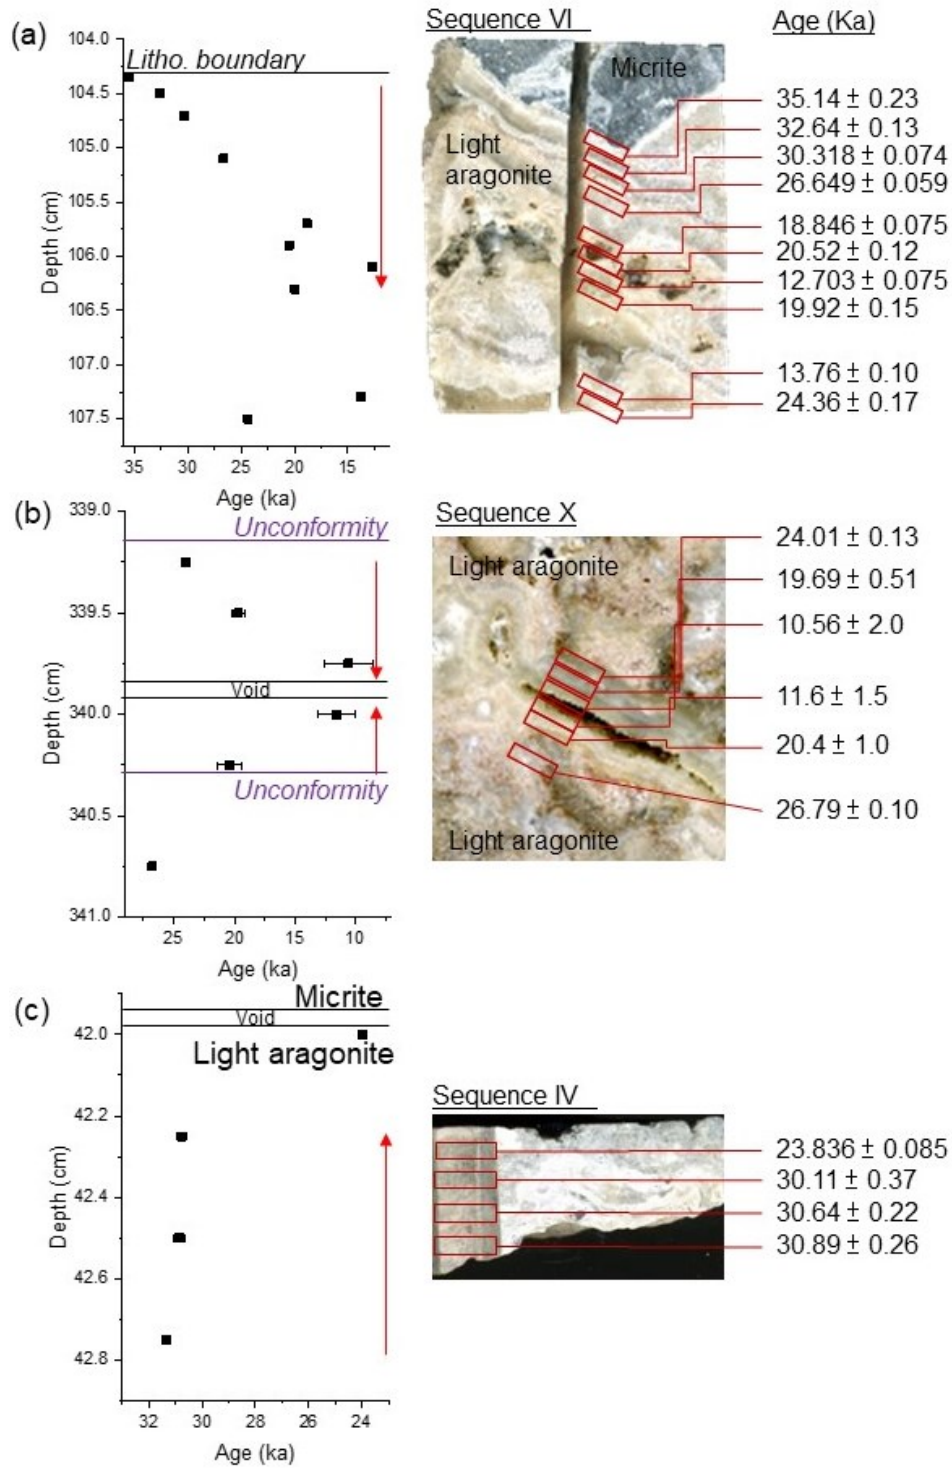 (a)
104.0
104.5
105.0
105.5
106.0
106.5
107.0
107.5
Depth (cm)
Litho. boundary
35 30 25 20 15
Age (ka)
Sequence VI
Micrite
Light
aragonite
Age (Ka)
35.14 ± 0.23
32.64 ± 0.13
30.318 ± 0.074
26.649 ± 0.059
18.846 ± 0.075
20.52 ± 0.12
12.703 ± 0.075
19.92 ± 0.15
13.76 ± 0.10
24.36 ± 0.17
(b)
339.0
339.5
340.0
340.5
341.0
Depth (cm)
Unconformity
Void
Unconformity
25 20 15 10
Age (ka)
Sequence X
Light aragonite
Light aragonite
24.01 ± 0.13
19.69 ± 0.51
10.56 ± 2.0
11.6 ± 1.5
20.4 ± 1.0
26.79 ± 0.10
(c)
Micrite
Void
Light aragonite
42.0
42.2
42.4
42.6
42.8
Depth (cm)
32 30 28 26 24
Age (ka)
Sequence IV
23.836 ± 0.085
30.11 ± 0.37
30.64 ± 0.22
30.89 ± 0.26